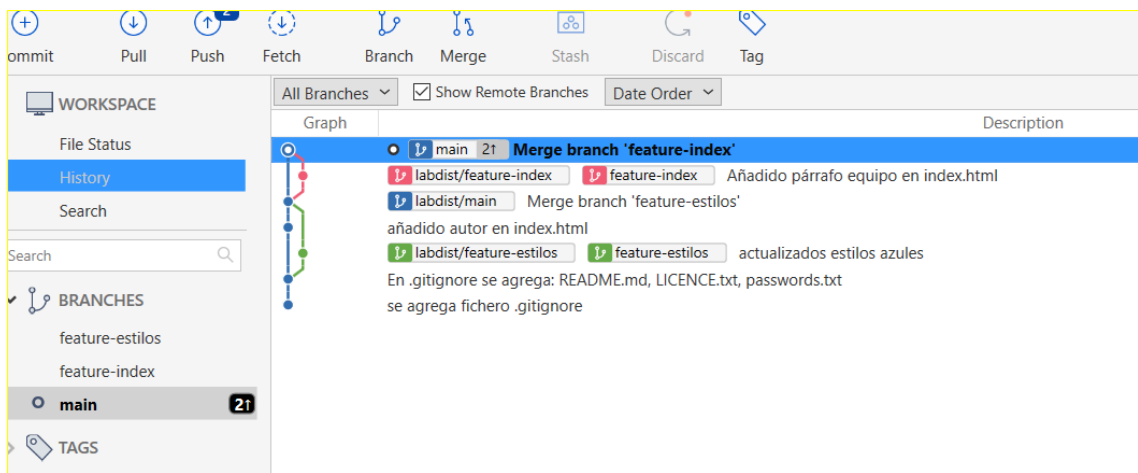 ommit Pull Push Fetch Branch Merge Stash Discard Tag
WORKSPACE
File Status
History
Search
Search
BRANCHES
feature-estilos
feature-index
main 2↑
TAGS
All Branches Show Remote Branches Date Order
Graph Description
main 2↑ Merge branch 'feature-index'
labdist/feature-index feature-index Añadido párrafo equipo en index.html
labdist/main Merge branch 'feature-estilos'
añadido autor en index.html
labdist/feature-estilos feature-estilos actualizados estilos azules
En .gitignore se agrega: README.md, LICENCE.txt, passwords.txt
se agrega fichero .gitignore